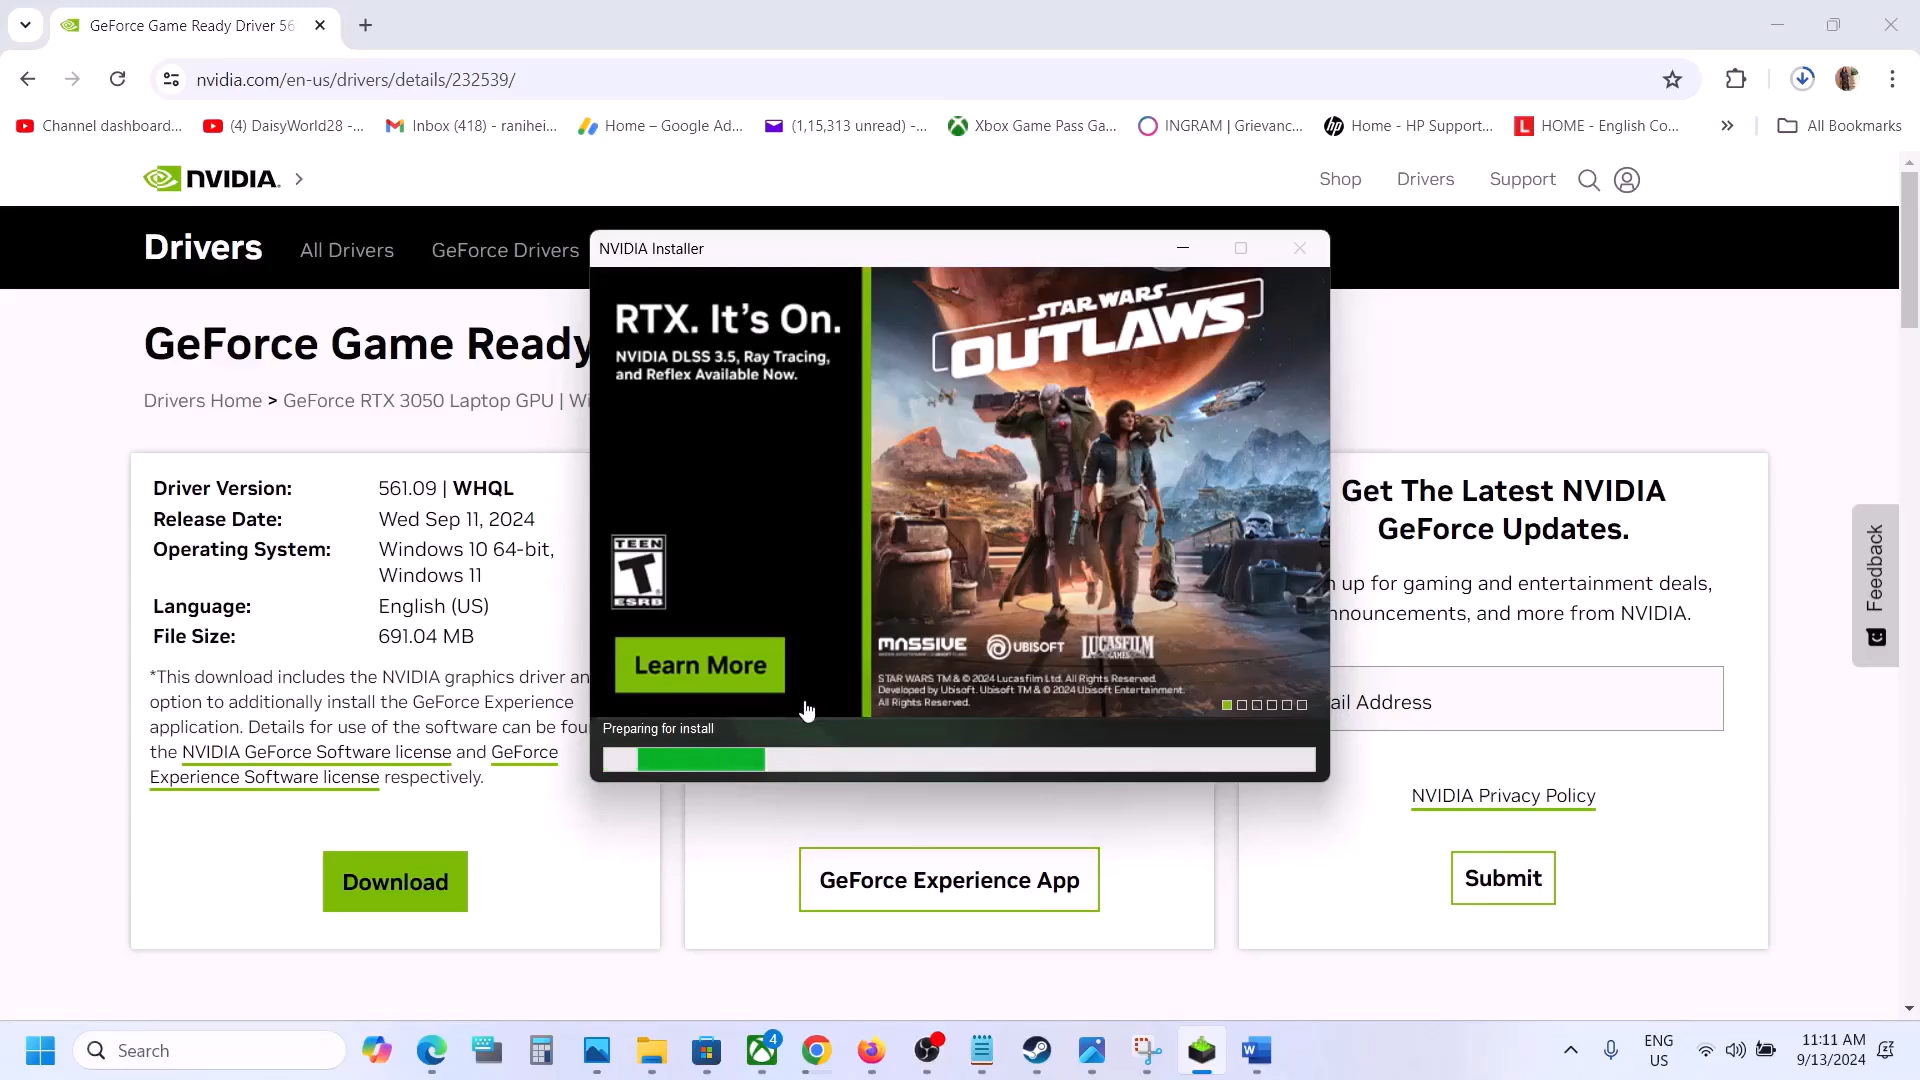 GeForce Game Ready Driver 56
nvidia.com/en-us/drivers/details/232539/
Channel dashboard...
(4) DaisyWorld28 -...
Inbox (418) - ranihei...
Home – Google Ad...
(1,15,313 unread) -...
Xbox Game Pass Ga...
INGRAM | Grievanc...
Home - HP Support...
HOME - English Co...
All Bookmarks
NVIDIA.
Shop
Drivers
Support
Drivers
All Drivers
GeForce Drivers
NVIDIA Installer
GeForce Game Ready
Drivers Home > GeForce RTX 3050 Laptop GPU | Wi
RTX. It's On.
NVIDIA DLSS 3.5, Ray Tracing,
and Reflex Available Now.
TEEN
T
ESRB
Learn More
STAR WARS
OUTLAWS
MASSIVE
UBISOFT
LUCASFILM
GAMES
STAR WARS TM & © 2024 Lucasfilm Ltd. All Rights Reserved.
Developed by Ubisoft. Ubisoft TM & © 2024 Ubisoft Entertainment.
All Rights Reserved.
Preparing for install
Driver Version: 561.09 | WHQL
Release Date: Wed Sep 11, 2024
Operating System: Windows 10 64-bit,
Windows 11
Language: English (US)
File Size: 691.04 MB
*This download includes the NVIDIA graphics driver an
option to additionally install the GeForce Experience
application. Details for use of the software can be fou
the NVIDIA GeForce Software license and GeForce
Experience Software license respectively.
Download
GeForce Experience App
Get The Latest NVIDIA
GeForce Updates.
n up for gaming and entertainment deals,
nnouncements, and more from NVIDIA.
ail Address
NVIDIA Privacy Policy
Submit
Feedback
Search
4
ENG
US
11:11 AM
9/13/2024